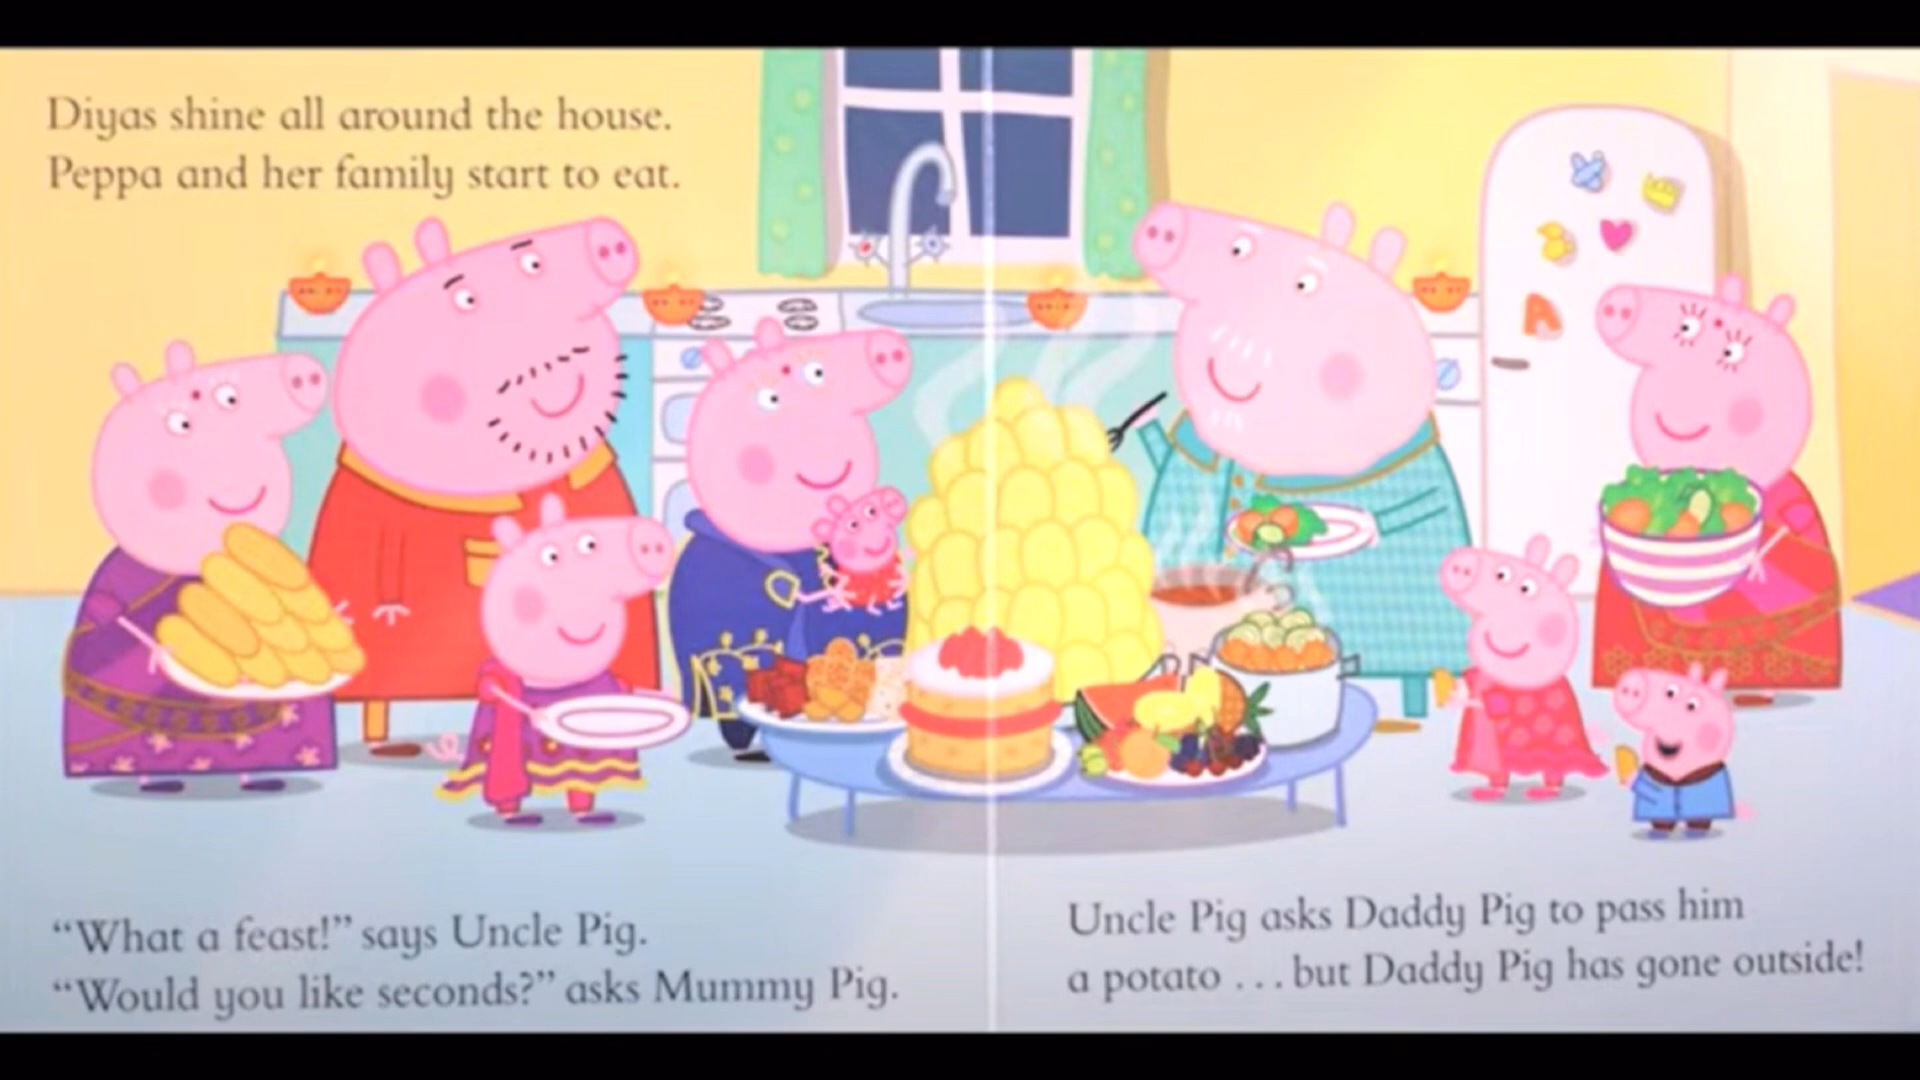 Diyas shine all around the house.
Peppa and her family start to eat.
A
“What a feast!” says Uncle Pig.
“Would you like seconds?” asks Mummy Pig.
Uncle Pig asks Daddy Pig to pass him
a potato . . . but Daddy Pig has gone outside!